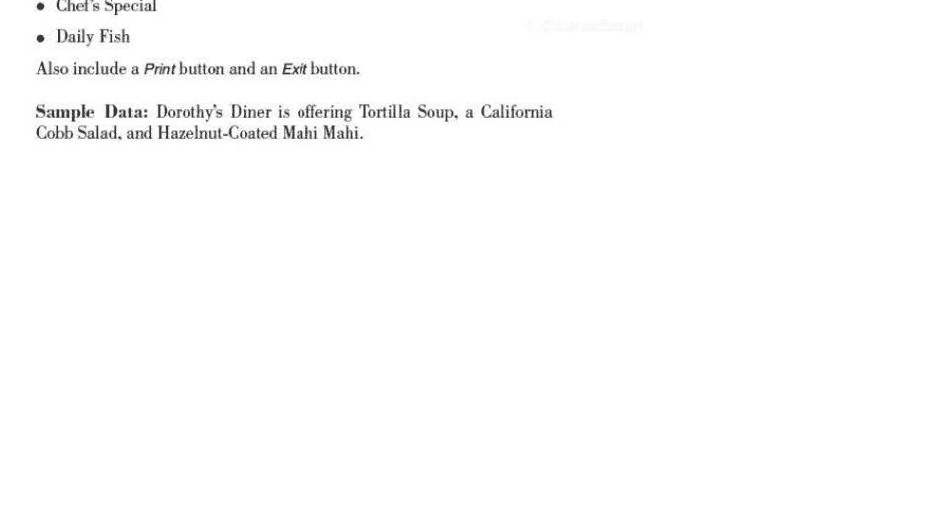 • Chef's Special
• Daily Fish
Also include a Print button and an Exit button.
Sample Data: Dorothy's Diner is offering Tortilla Soup, a California
Cobb Salad, and Hazelnut-Coated Mahi Mahi.